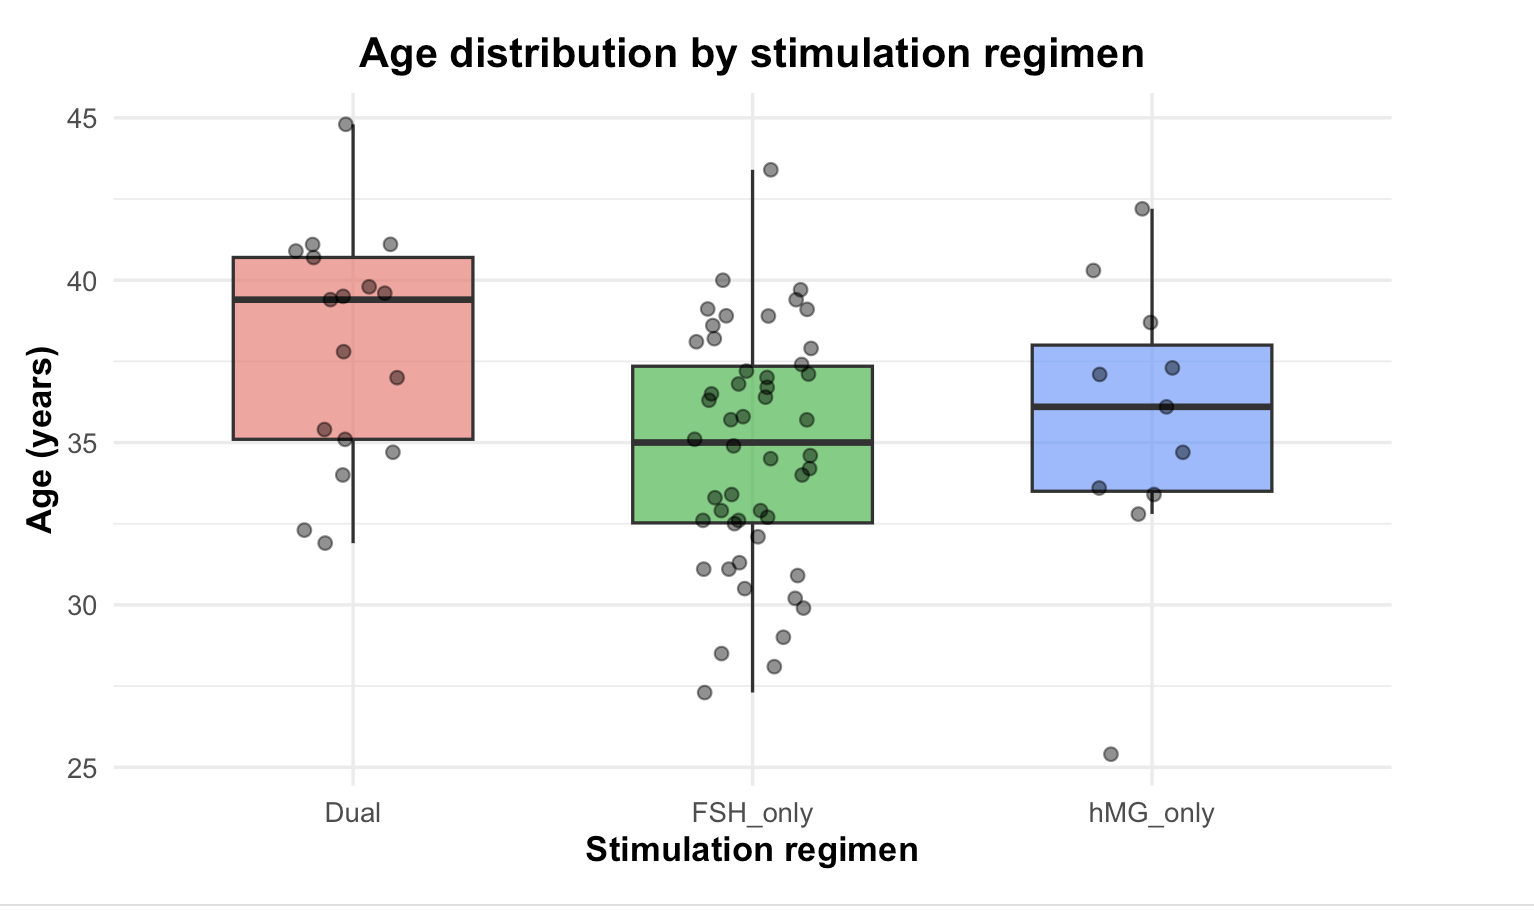 Age distribution by stimulation regimen
Age (years)
45
40
35
30
25
Dual FSH_only hMG_only
Stimulation regimen